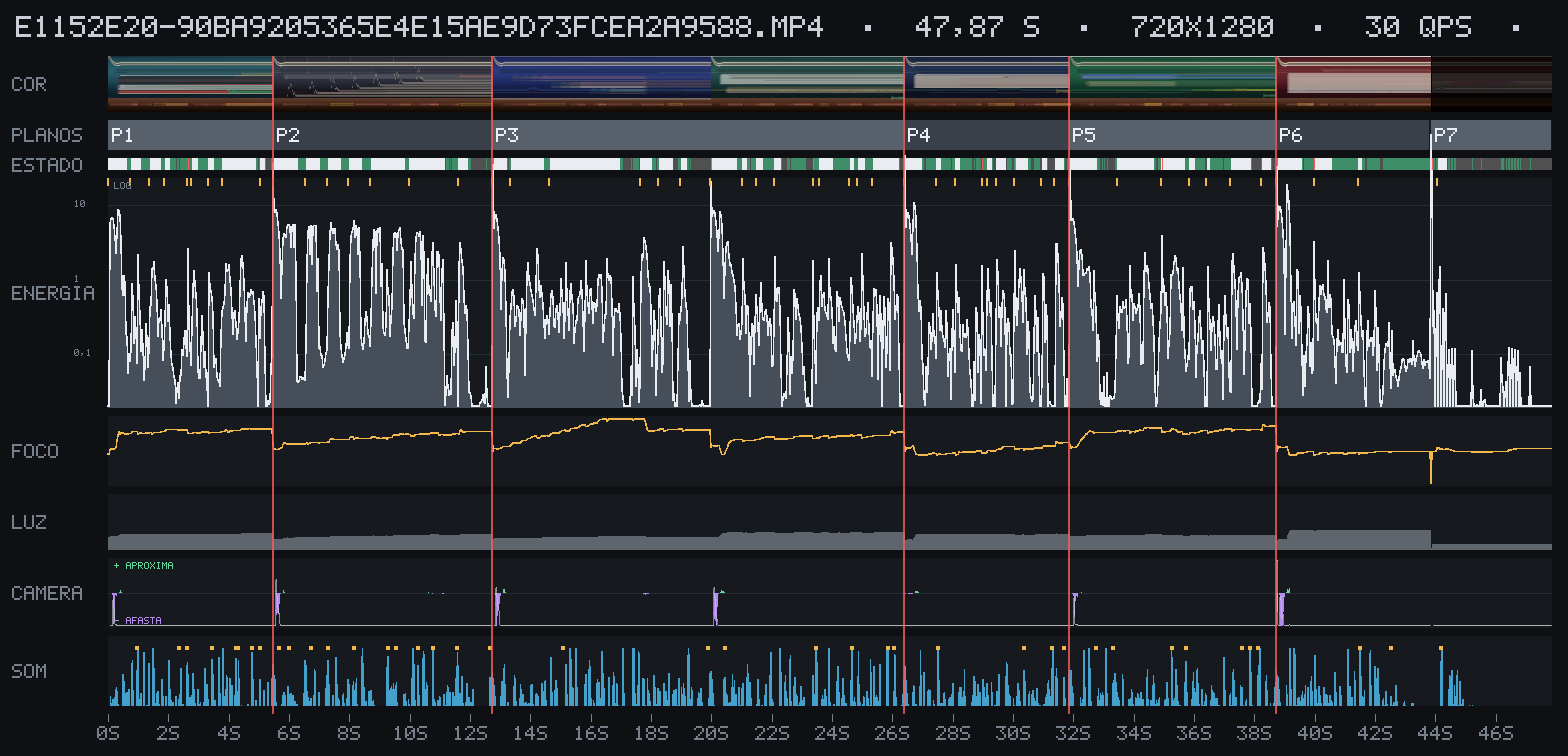 E1152E20-90BA9205365E4E15AE9D73FCEA2A9588.MP4 · 47,87 S · 720X1280 · 30 QPS ·
COR
PLANOS P1 P2 P3 P4 P5 P6 P7
ESTADO
LOG
10
1
ENERGIA
0,1
FOCO
LUZ
+ APROXIMA
CAMERA
- AFASTA
SOM
0S 2S 4S 6S 8S 10S 12S 14S 16S 18S 20S 22S 24S 26S 28S 30S 32S 34S 36S 38S 40S 42S 44S 46S